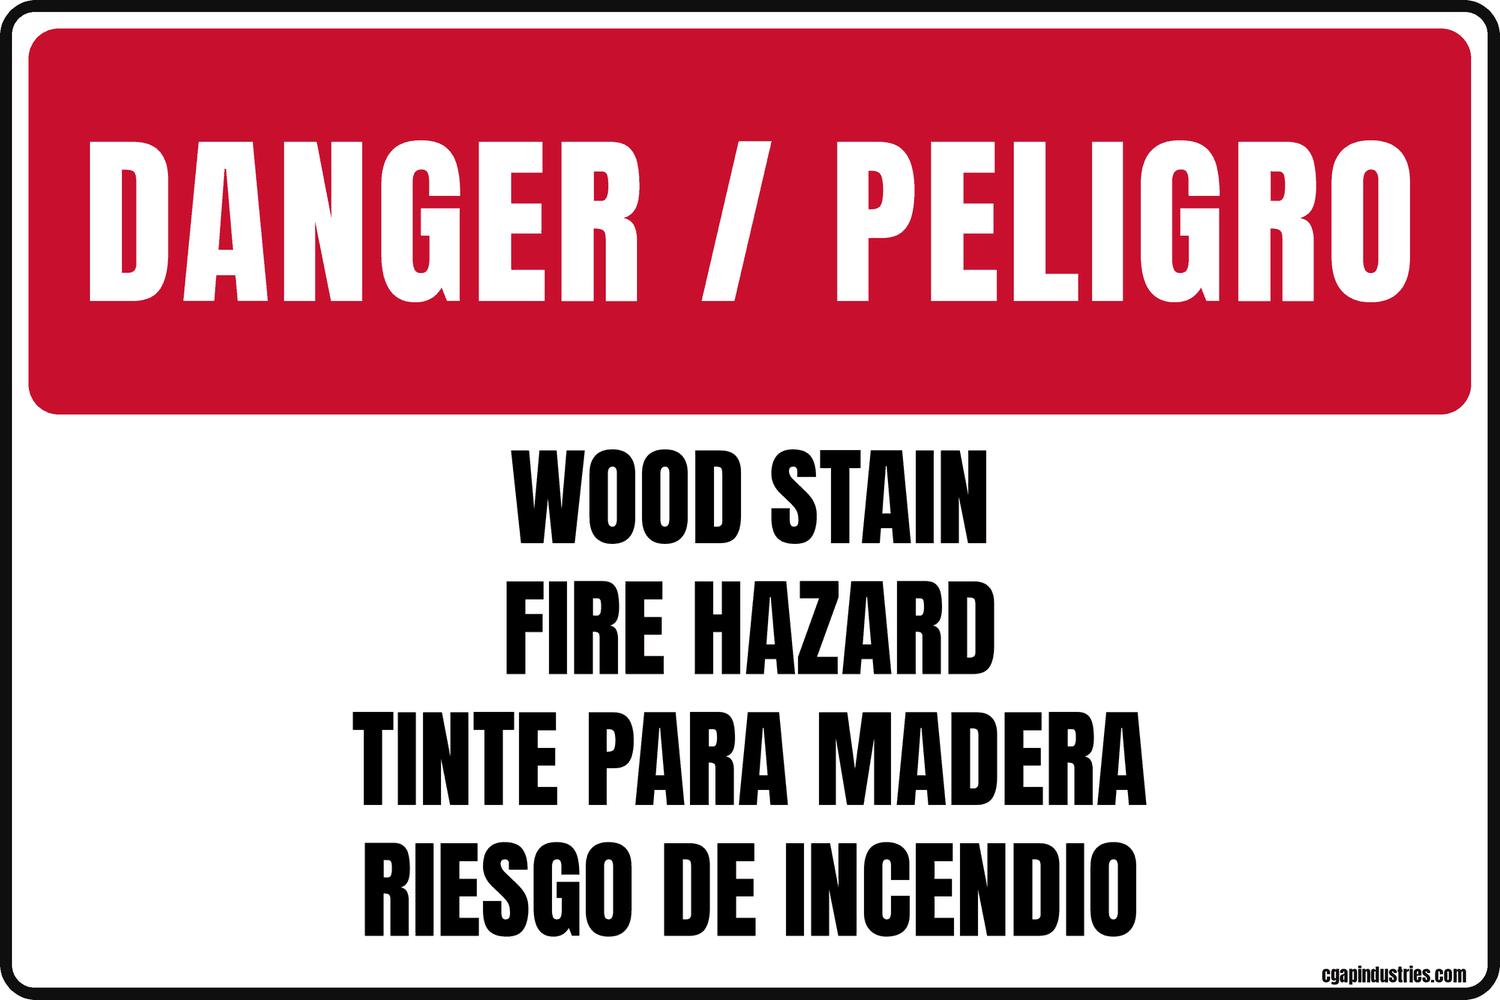 DANGER / PELIGRO
WOOD STAIN
FIRE HAZARD
TINTE PARA MADERA
RIESGO DE INCENDIO
cgapindustries.com